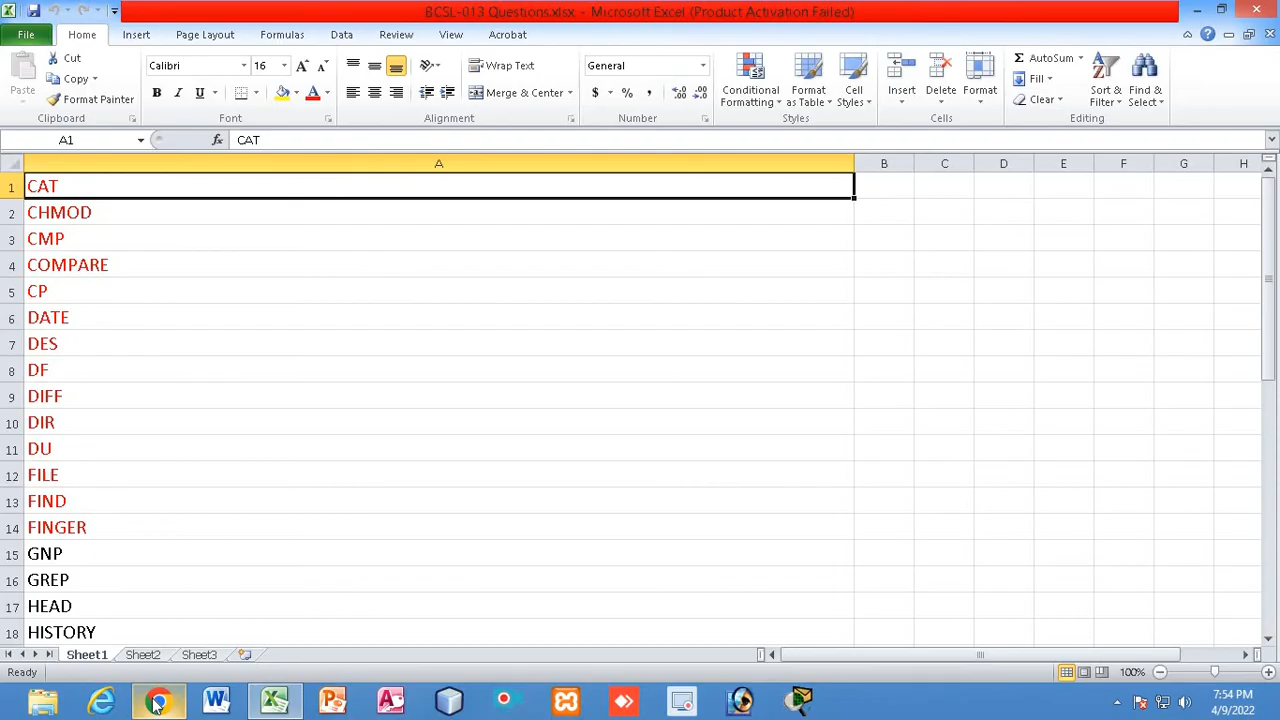 BCSL-013 Questions.xlsx - Microsoft Excel (Product Activation Failed)
File Home Insert Page Layout Formulas Data Review View Acrobat
Paste Cut Copy Format Painter
Calibri 16
B I U
Wrap Text
Merge & Center
General
$ % ,
Conditional Formatting
Format as Table
Cell Styles
Insert Delete Format
AutoSum
Fill
Clear
Sort & Filter
Find & Select
Clipboard Font Alignment Number Styles Cells Editing
A1 fx CAT
A B C D E F G H
1 CAT
2 CHMOD
3 CMP
4 COMPARE
5 CP
6 DATE
7 DES
8 DF
9 DIFF
10 DIR
11 DU
12 FILE
13 FIND
14 FINGER
15 GNP
16 GREP
17 HEAD
18 HISTORY
Sheet1 Sheet2 Sheet3
Ready 100%
7:54 PM
4/9/2022